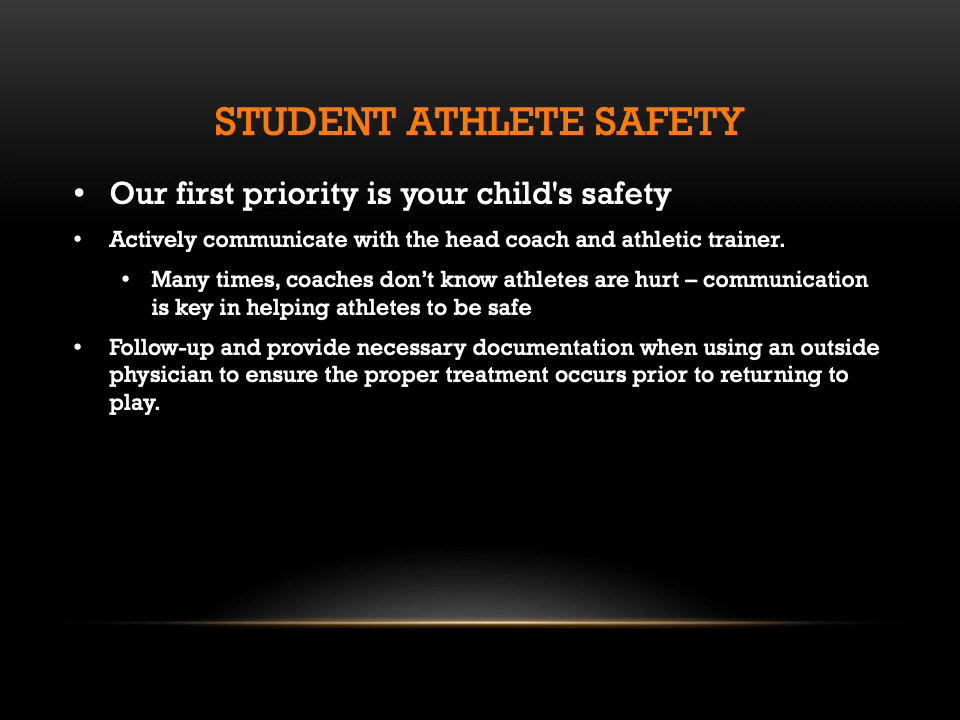 STUDENT ATHLETE SAFETY
• Our first priority is your child's safety
• Actively communicate with the head coach and athletic trainer.
• Many times, coaches don’t know athletes are hurt – communication
is key in helping athletes to be safe
• Follow-up and provide necessary documentation when using an outside
physician to ensure the proper treatment occurs prior to returning to
play.